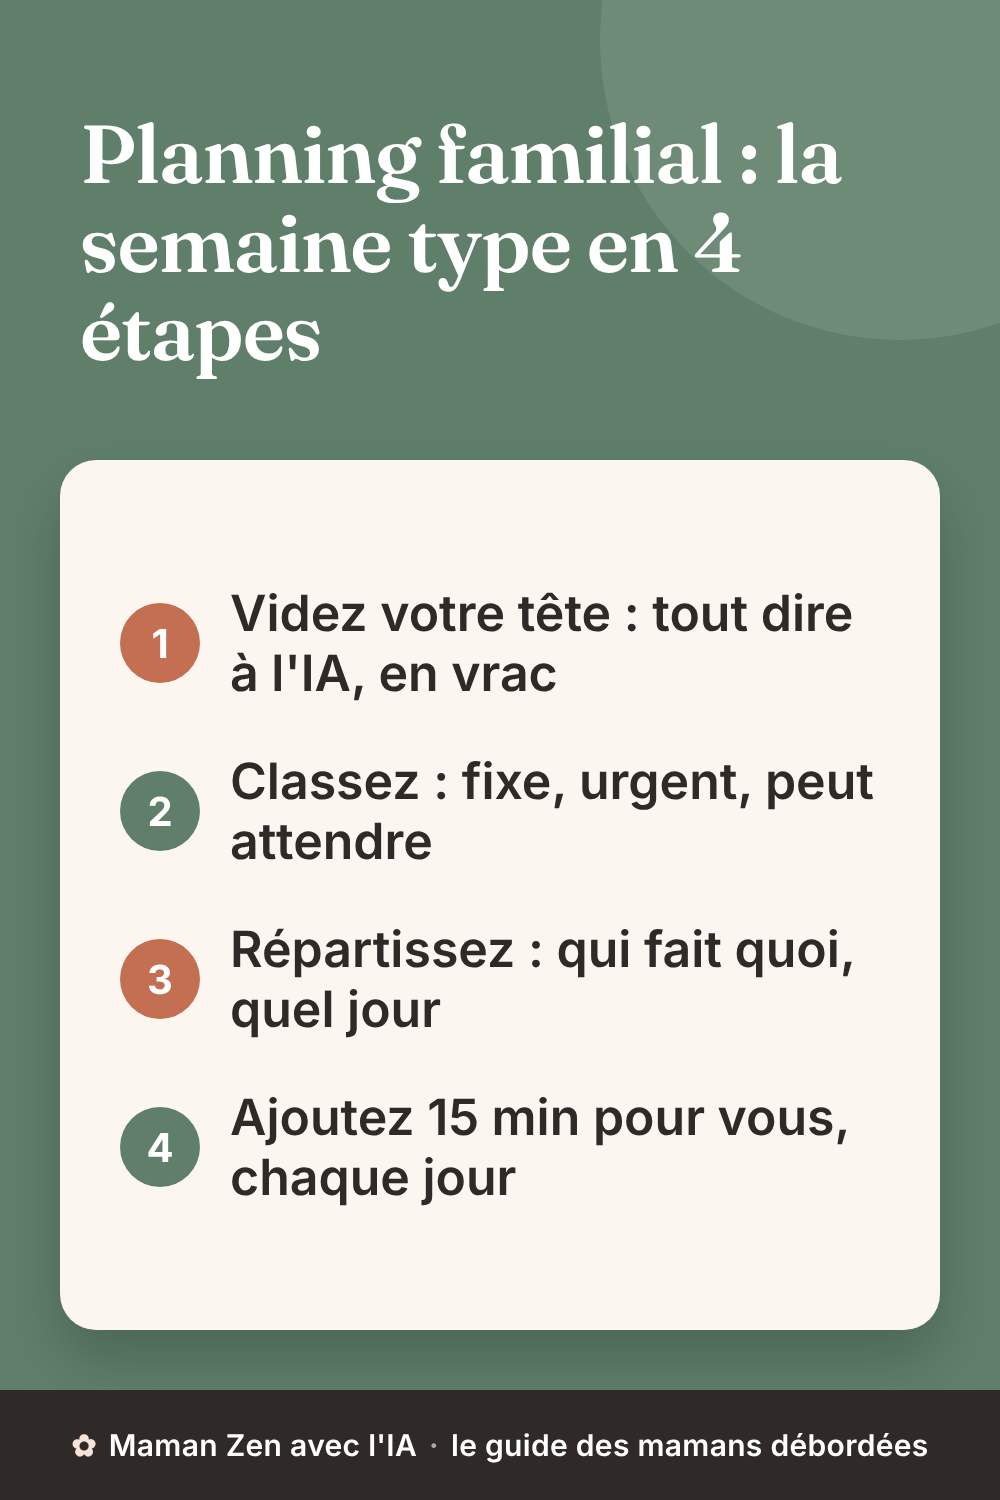 Planning familial : la
semaine type en 4
étapes
1 Videz votre tête : tout dire
à l'IA, en vrac
2 Classez : fixe, urgent, peut
attendre
3 Répartissez : qui fait quoi,
quel jour
4 Ajoutez 15 min pour vous,
chaque jour
✿ Maman Zen avec l'IA · le guide des mamans débordées